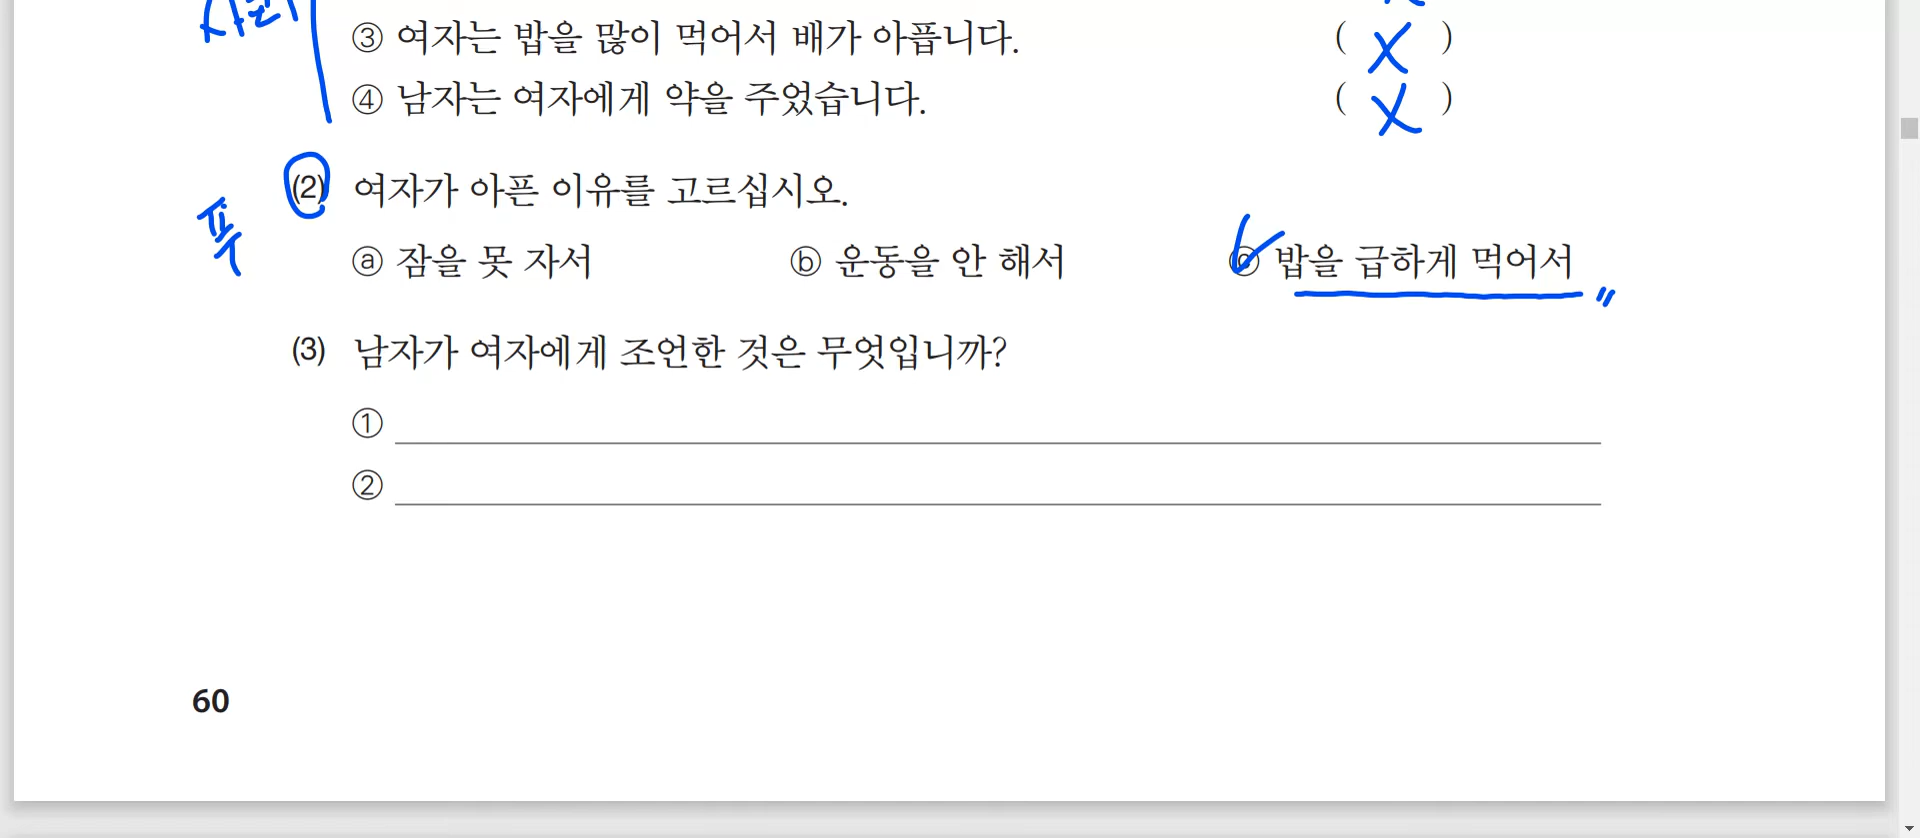 ③ 여자는 밥을 많이 먹어서 배가 아픕니다. ( X )
④ 남자는 여자에게 약을 주었습니다. ( X )
(2) 여자가 아픈 이유를 고르십시오.
ⓐ 잠을 못 자서 ⓑ 운동을 안 해서 ⓒ 밥을 급하게 먹어서
(3) 남자가 여자에게 조언한 것은 무엇입니까?
①
②
60